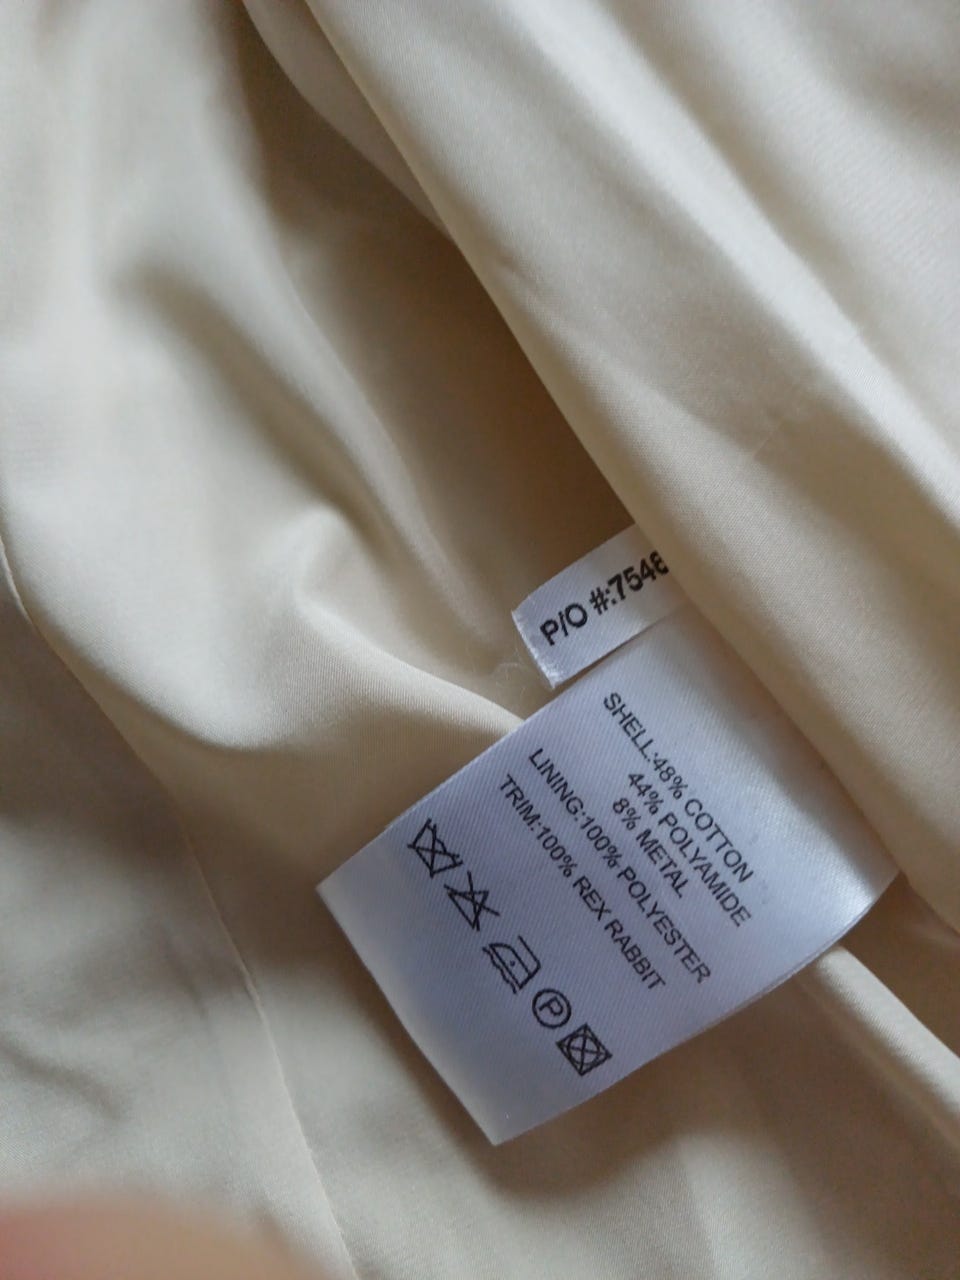 P/O #:7546
SHELL:48% COTTON
44% POLYAMIDE
8% METAL
LINING:100% POLYESTER
TRIM:100% REX RABBIT
P